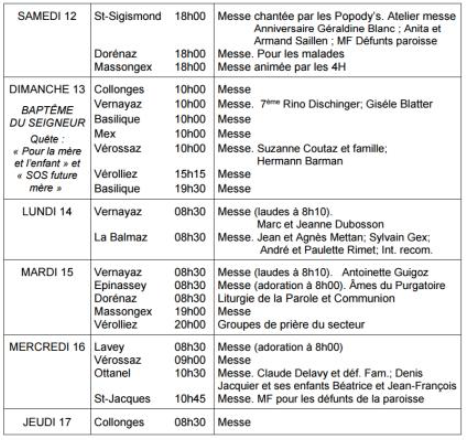 SAMEDI 12 St-Sigismond 18h00 Messe chantée par les Popody's. Atelier messe
Anniversaire Géraldine Blanc ; Anita et
Armand Saillen ; MF Défunts paroisse
Dorénaz 18h00 Messe. Pour les malades
Massongex 18h00 Messe animée par les 4H
DIMANCHE 13 Collonges 10h00 Messe
BAPTÊME Vernayaz 10h00 Messe. 7ème Rino Dischinger; Gisèle Blatter
DU SEIGNEUR Basilique 10h00 Messe
Quête : Mex 10h00 Messe
« Pour la mère Vérossaz 10h00 Messe. Suzanne Coutaz et famille;
et l'enfant » et Hermann Barman
« SOS future Vérolliez 15h15 Messe
mère » Basilique 19h30 Messe
LUNDI 14 Vernayaz 08h30 Messe (laudes à 8h10).
Marc et Jeanne Dubosson
La Balmaz 08h30 Messe. Jean et Agnès Mettan; Sylvain Gex;
André et Paulette Rimet; Int. recom.
MARDI 15 Vernayaz 08h30 Messe (laudes à 8h10). Antoinette Guigoz
Epinassey 08h30 Messe (adoration à 8h00). Âmes du Purgatoire
Dorénaz 08h30 Liturgie de la Parole et Communion
Massongex 19h00 Messe
Vérolliez 20h00 Groupes de prière du secteur
MERCREDI 16 Lavey 08h30 Messe (adoration à 8h00)
Vérossaz 09h00 Messe
Ottanel 10h30 Messe. Claude Delavy et déf. Fam.; Denis
Jacquier et ses enfants Béatrice et Jean-François
St-Jacques 10h45 Messe. MF pour les défunts de la paroisse
JEUDI 17 Collonges 08h30 Messe